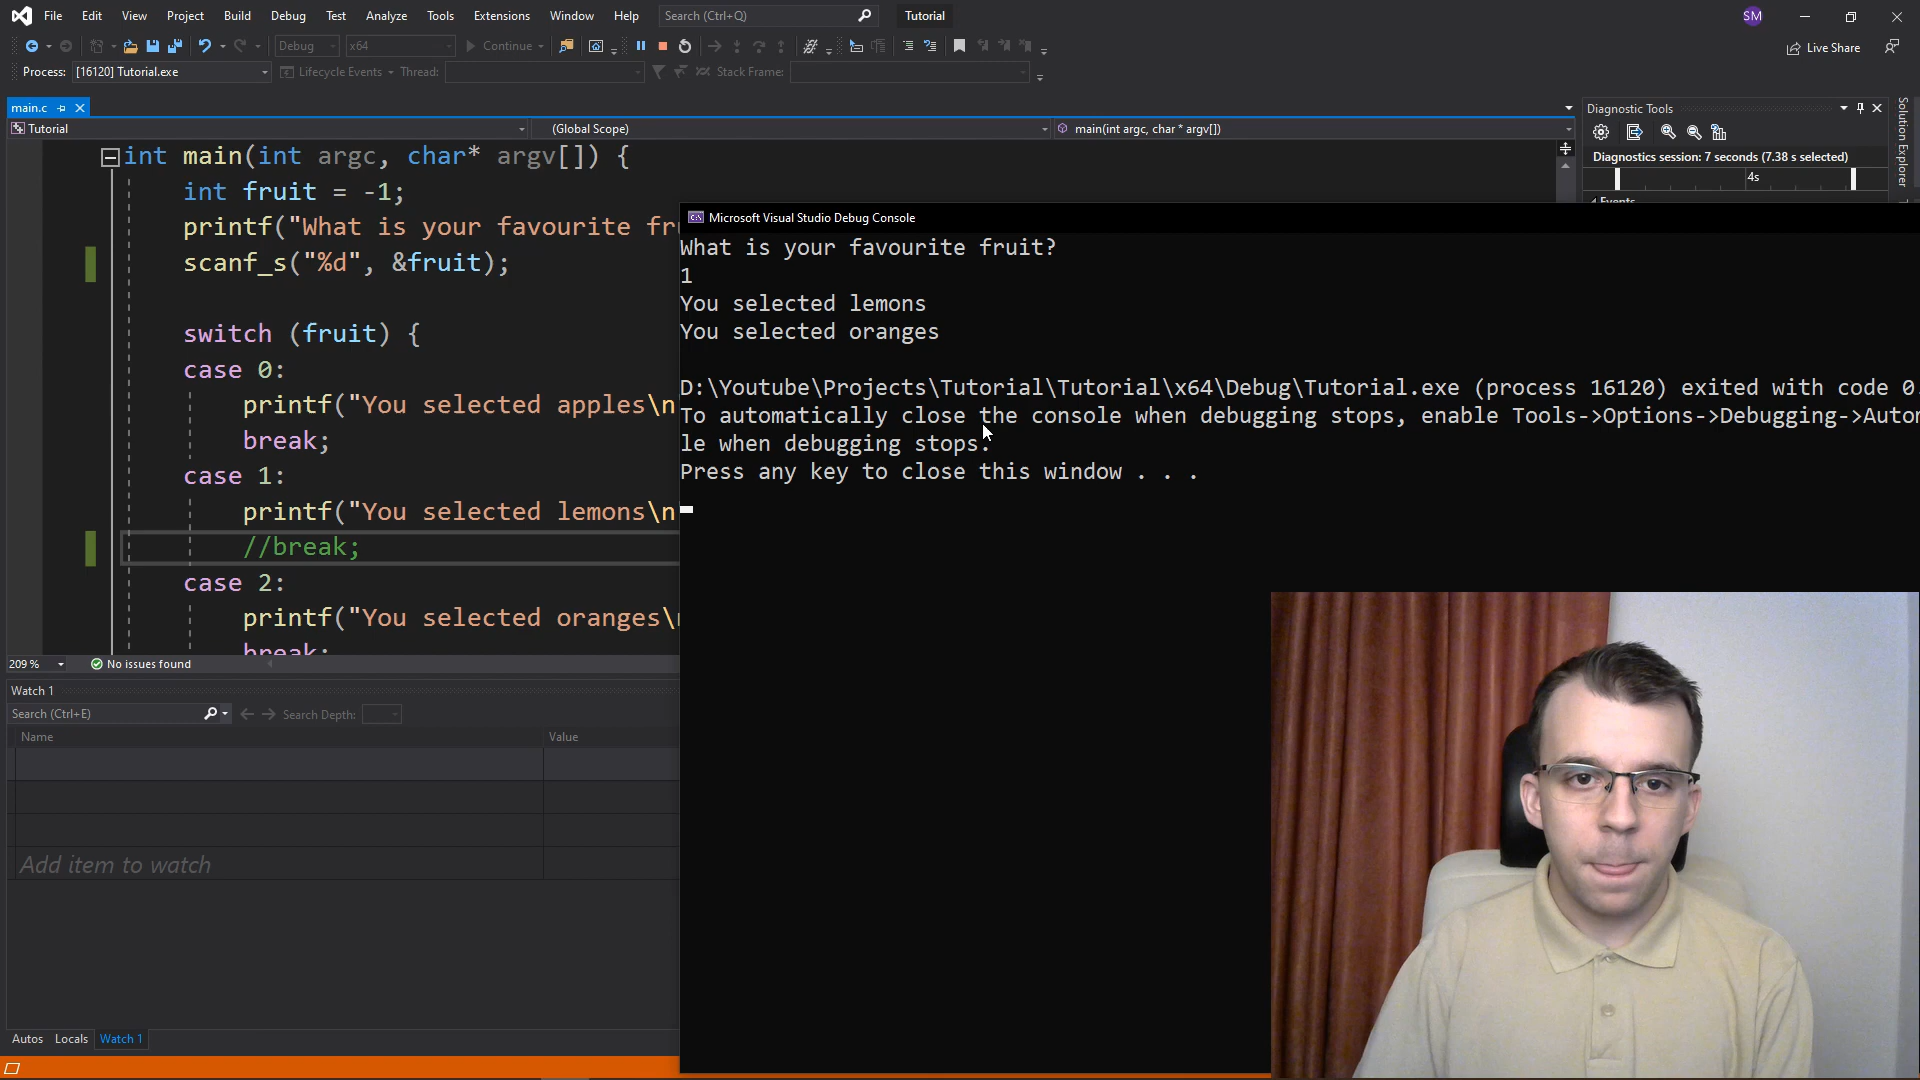 File Edit View Project Build Debug Test Analyze Tools Extensions Window Help Search (Ctrl+Q) Tutorial SM
Debug x64 Continue Live Share
Process: [16120] Tutorial.exe Lifecycle Events Thread: Stack Frame:
main.c
Tutorial (Global Scope) main(int argc, char * argv[])
int main(int argc, char* argv[]) {
int fruit = -1;
printf("What is your favourite fr
scanf_s("%d", &fruit);
switch (fruit) {
case 0:
printf("You selected apples\n
break;
case 1:
printf("You selected lemons\n
//break;
case 2:
printf("You selected oranges\
break;
209 % No issues found
Diagnostic Tools
Diagnostics session: 7 seconds (7.38 s selected)
4s
Events
Solution Explorer
Microsoft Visual Studio Debug Console
What is your favourite fruit?
1
You selected lemons
You selected oranges
D:\Youtube\Projects\Tutorial\Tutorial\x64\Debug\Tutorial.exe (process 16120) exited with code 0.
To automatically close the console when debugging stops, enable Tools->Options->Debugging->Auto
le when debugging stops.
Press any key to close this window . . .
Watch 1
Search (Ctrl+E) Search Depth:
Name Value
Add item to watch
Autos Locals Watch 1